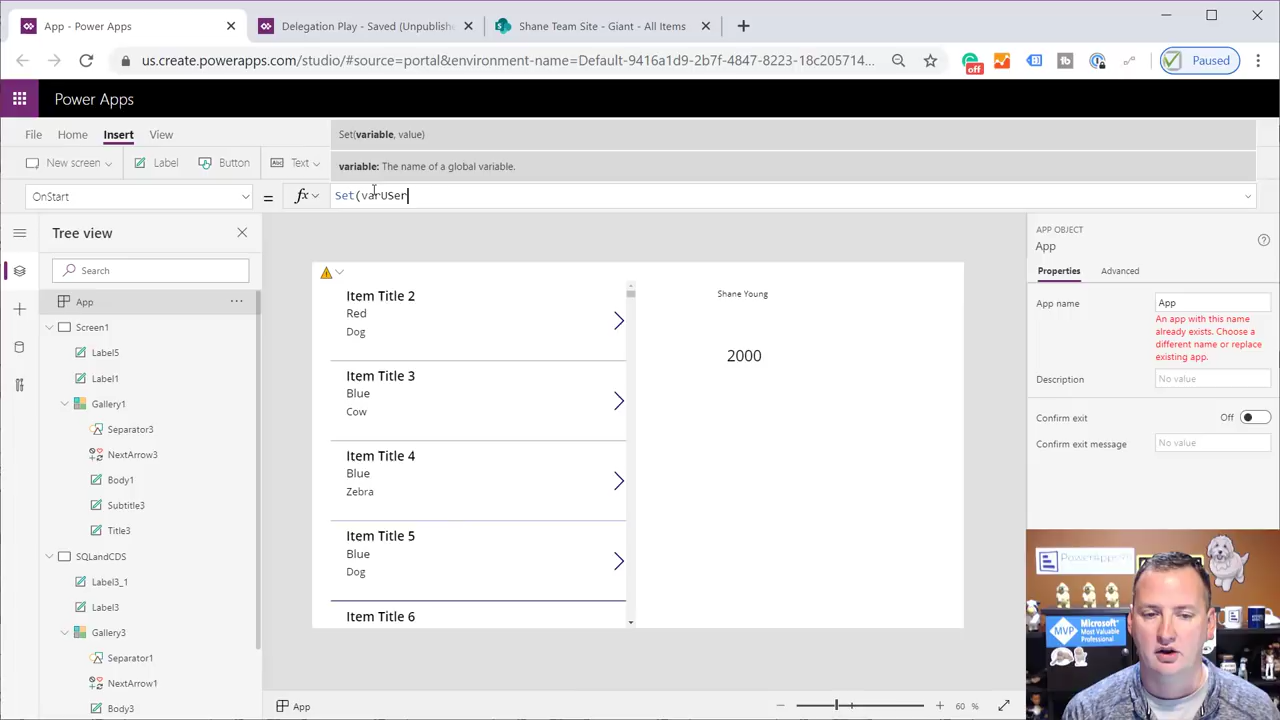 App - Power Apps
Delegation Play - Saved (Unpublishe
Shane Team Site - Giant - All Items
us.create.powerapps.com/studio/#source=portal&environment-name=Default-9416a1d9-2b7f-4847-8223-18c205714...
off
Paused
Power Apps
File Home Insert View
Set(variable, value)
New screen Label Button Text
variable: The name of a global variable.
OnStart = fx Set(varUSer
Tree view
Search
App
Screen1
Label5
Label1
Gallery1
Separator3
NextArrow3
Body1
Subtitle3
Title3
SQLandCDS
Label3_1
Label3
Gallery3
Separator1
NextArrow1
Body3
Item Title 2
Red
Dog
Item Title 3
Blue
Cow
Item Title 4
Blue
Zebra
Item Title 5
Blue
Dog
Item Title 6
Shane Young
2000
App
60 %
APP OBJECT
App
Properties Advanced
App name App
An app with this name
already exists. Choose a
different name or replace
existing app.
Description No value
Confirm exit Off
Confirm exit message No value
MVP
Microsoft
Most Valuable
Professional